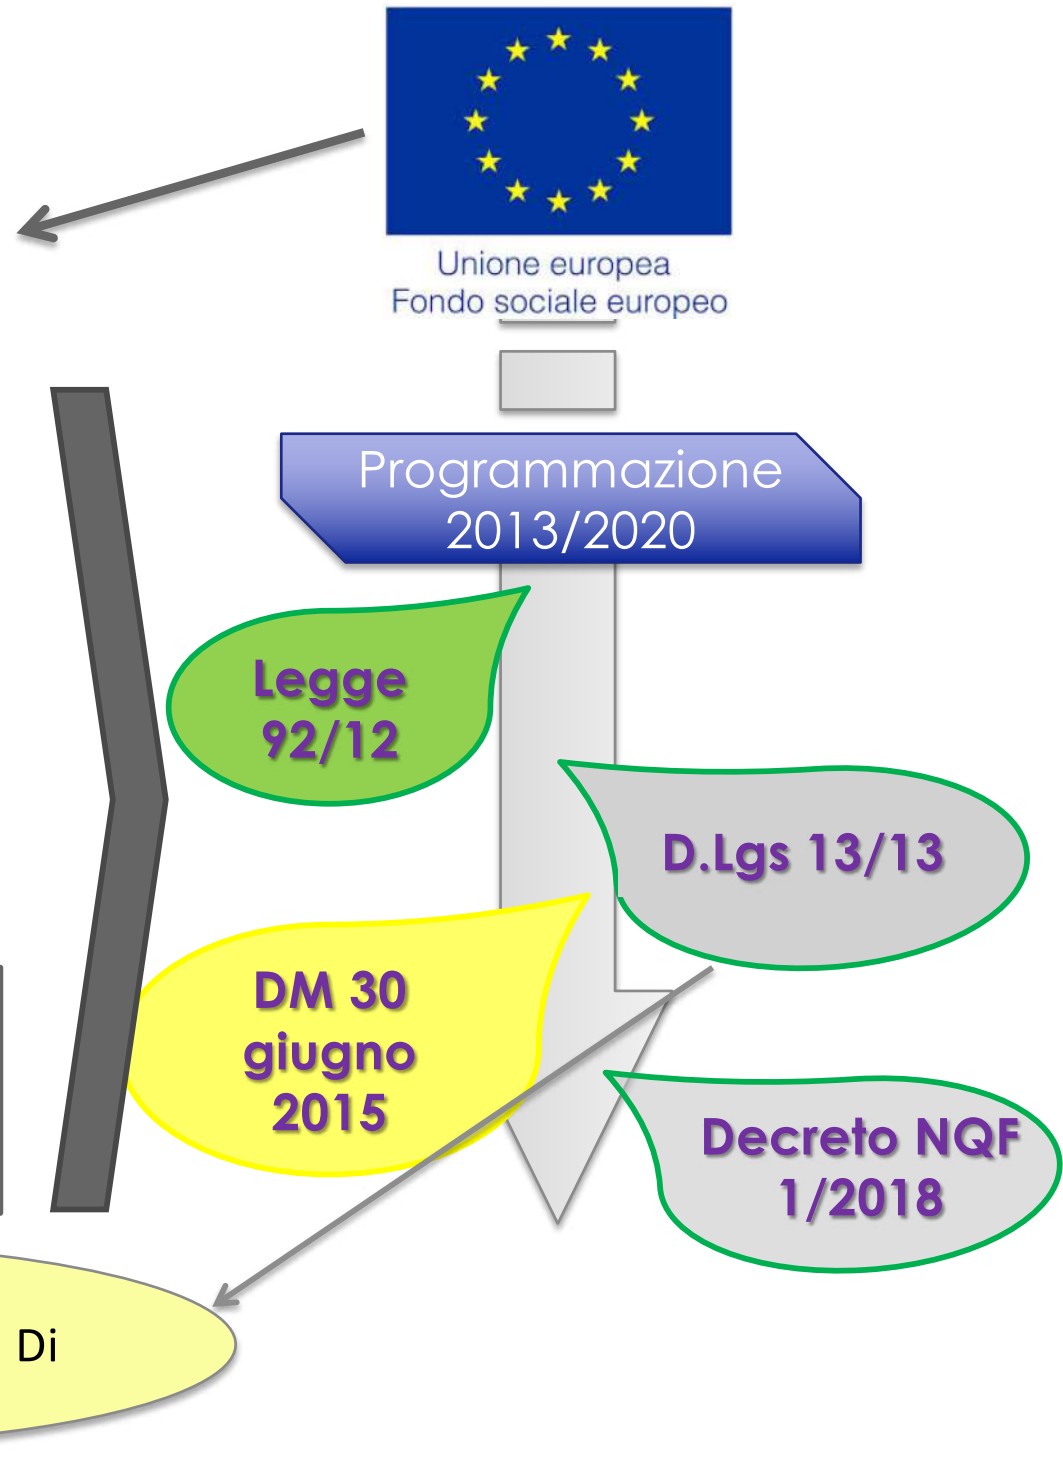 Unione europea
Fondo sociale europeo
Programmazione
2013/2020
Legge
92/12
D.Lgs 13/13
DM 30
giugno
2015
Decreto NQF
1/2018
Di